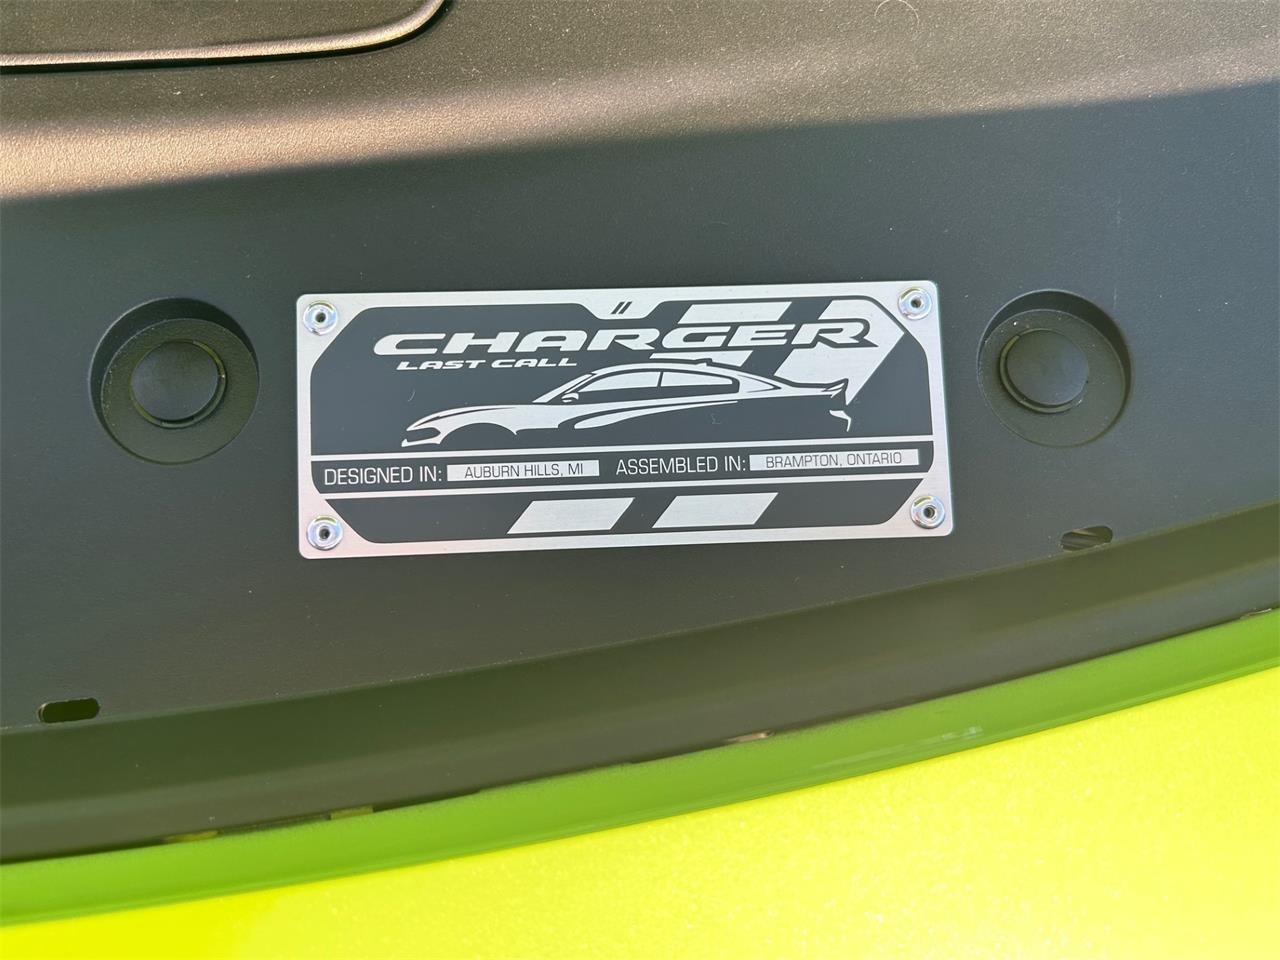 CHARGER
LAST CALL
DESIGNED IN: AUBURN HILLS, MI ASSEMBLED IN: BRAMPTON, ONTARIO